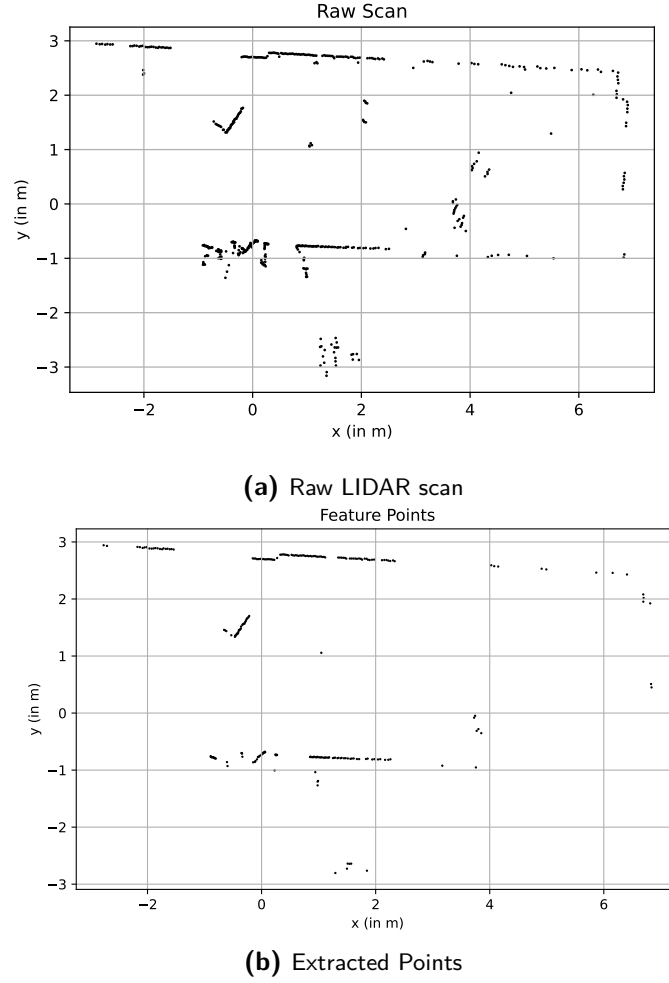 Raw Scan
3
2
1
0
−1
−2
−3
y (in m)
−2 0 2 4 6
x (in m)
(a) Raw LIDAR scan
Feature Points
3
2
1
0
−1
−2
−3
y (in m)
−2 0 2 4 6
x (in m)
(b) Extracted Points